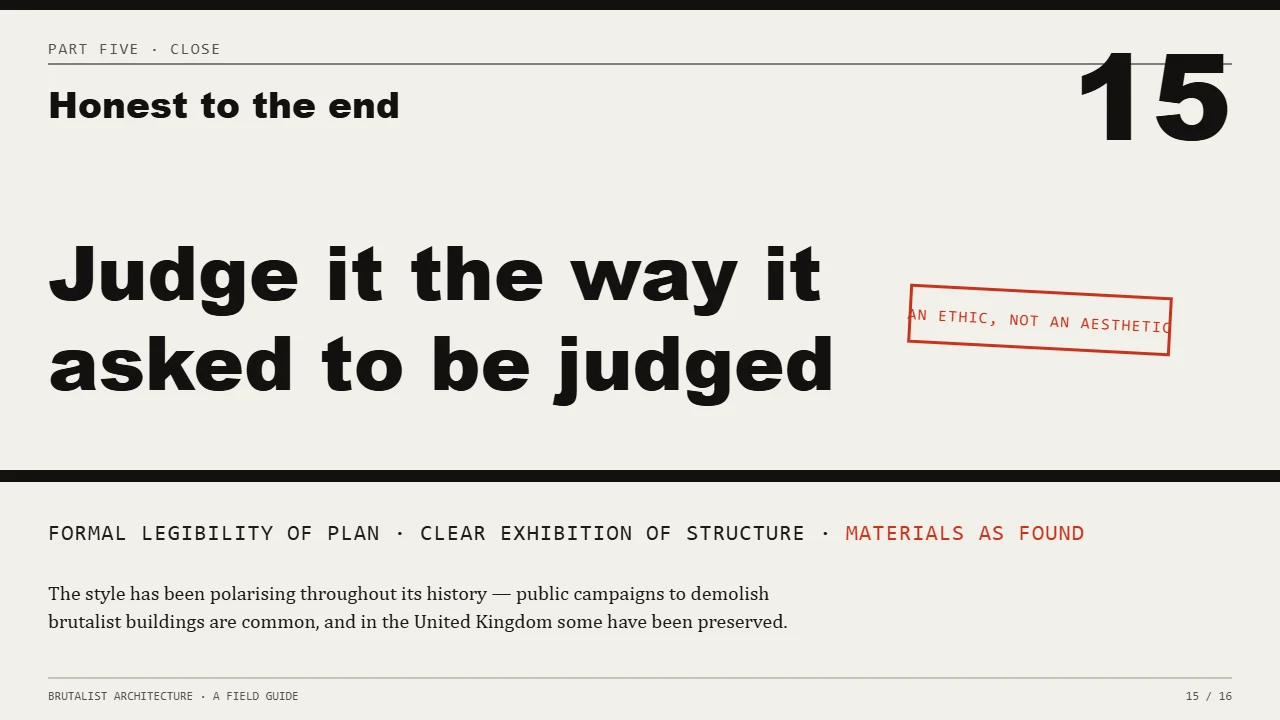 PART FIVE · CLOSE
Honest to the end
15
Judge it the way it
asked to be judged
AN ETHIC, NOT AN AESTHETIC
FORMAL LEGIBILITY OF PLAN · CLEAR EXHIBITION OF STRUCTURE · MATERIALS AS FOUND
The style has been polarising throughout its history — public campaigns to demolish
brutalist buildings are common, and in the United Kingdom some have been preserved.
BRUTALIST ARCHITECTURE · A FIELD GUIDE
15 / 16